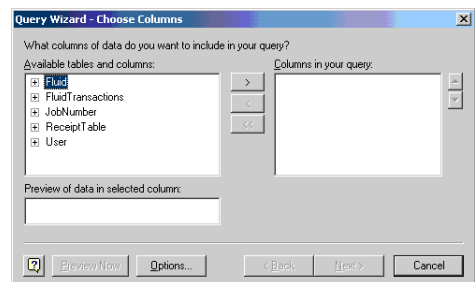 Query Wizard - Choose Columns
What columns of data do you want to include in your query?
Available tables and columns:
Columns in your query:
Fluid
FluidTransactions
JobNumber
ReceiptTable
User
>
<
<<
Preview of data in selected column:
?
Preview Now
Options...
< Back
Next >
Cancel